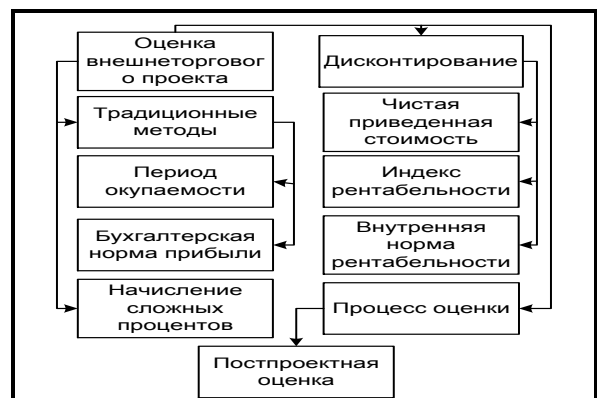 Оценка
внешнеторгов
о проекта
Традиционные
методы
Период
окупаемости
Бухгалтерская
норма прибыли
Начисление
сложных
процентов
Дисконтирование
Чистая
приведенная
стоимость
Индекс
рентабельности
Внутренняя
норма
рентабельности
Процесс оценки
Постпроектная
оценка